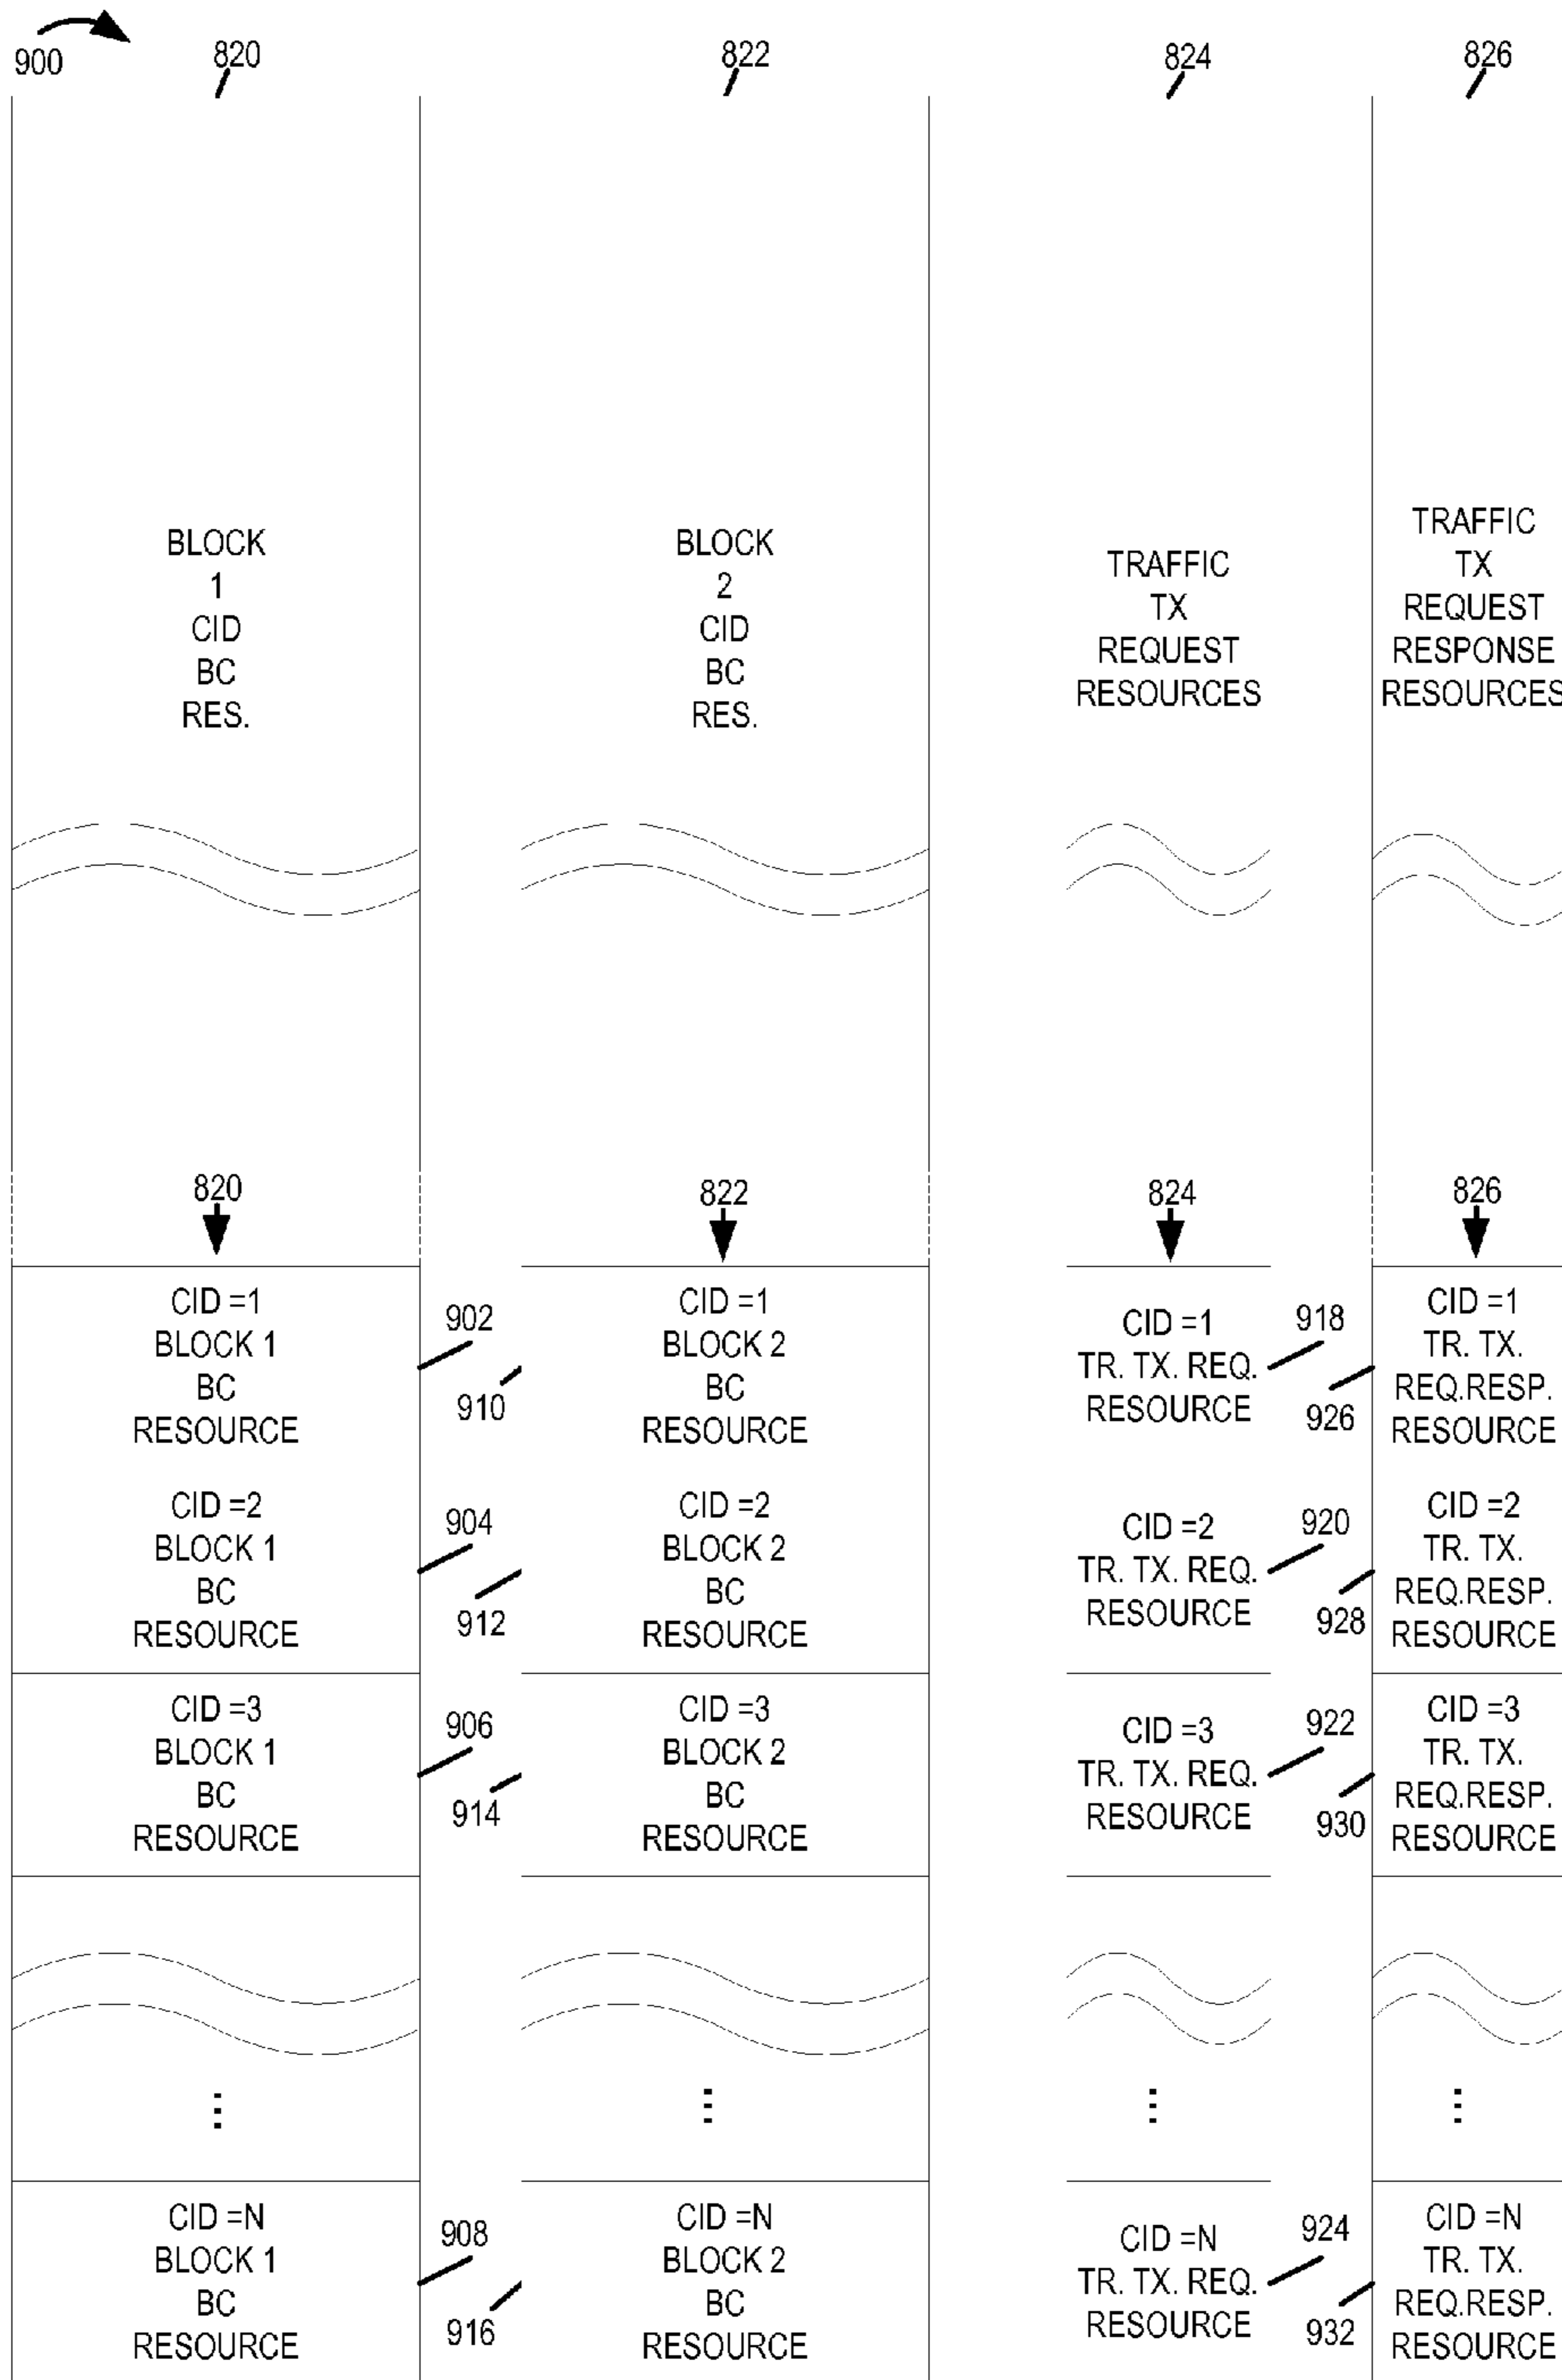 900
820
822
824
826
BLOCK
1
CID
BC
RES.
BLOCK
2
CID
BC
RES.
TRAFFIC
TX
REQUEST
RESOURCES
TRAFFIC
TX
REQUEST
RESPONSE
RESOURCES
820
822
824
826
CID =1
BLOCK 1
BC
RESOURCE
902
910
CID =1
BLOCK 2
BC
RESOURCE
CID =1
TR. TX. REQ.
RESOURCE
918
926
CID =1
TR. TX.
REQ.RESP.
RESOURCE
CID =2
BLOCK 1
BC
RESOURCE
904
912
CID =2
BLOCK 2
BC
RESOURCE
CID =2
TR. TX. REQ.
RESOURCE
920
928
CID =2
TR. TX.
REQ.RESP.
RESOURCE
CID =3
BLOCK 1
BC
RESOURCE
906
914
CID =3
BLOCK 2
BC
RESOURCE
CID =3
TR. TX. REQ.
RESOURCE
922
930
CID =3
TR. TX.
REQ.RESP.
RESOURCE
...
...
...
...
CID =N
BLOCK 1
BC
RESOURCE
908
916
CID =N
BLOCK 2
BC
RESOURCE
CID =N
TR. TX. REQ.
RESOURCE
924
932
CID =N
TR. TX.
REQ.RESP.
RESOURCE